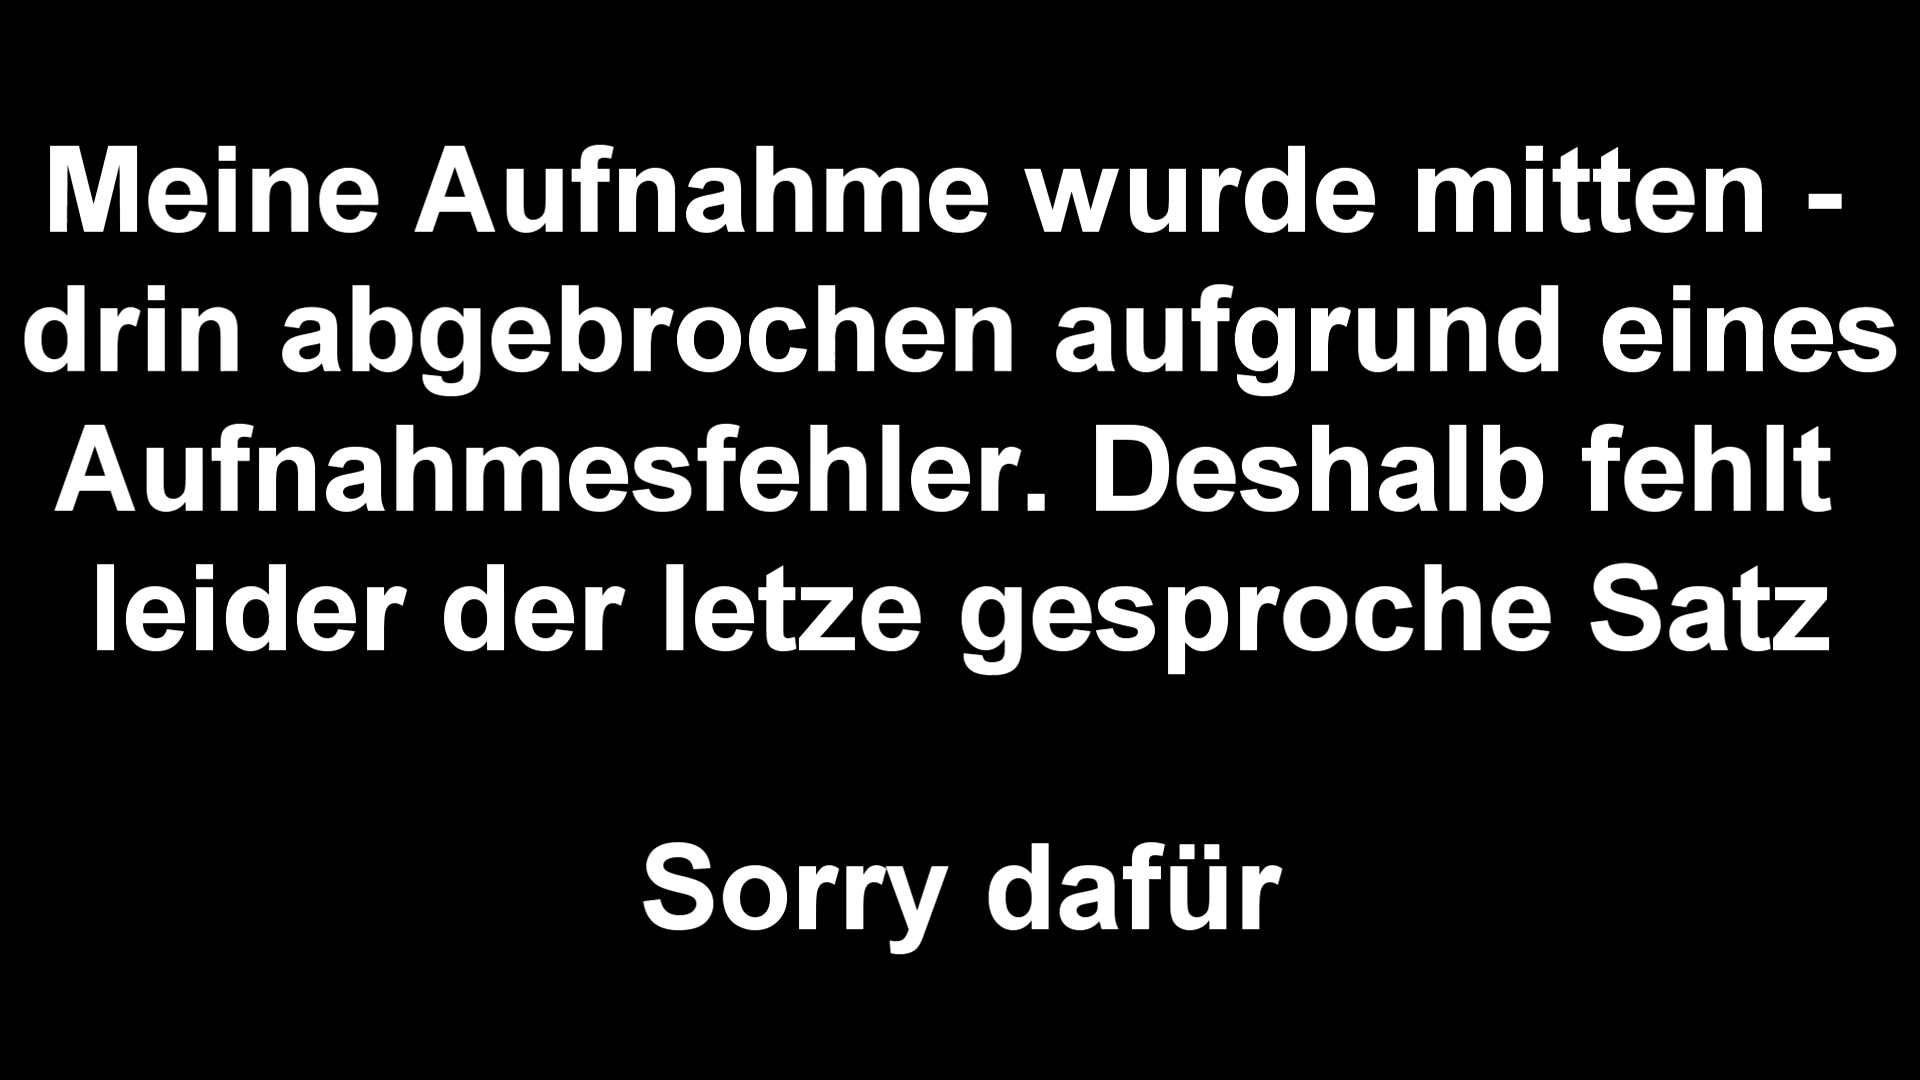 Meine Aufnahme wurde mitten -
drin abgebrochen aufgrund eines
Aufnahmesfehler. Deshalb fehlt
leider der letze gesproche Satz
Sorry dafür